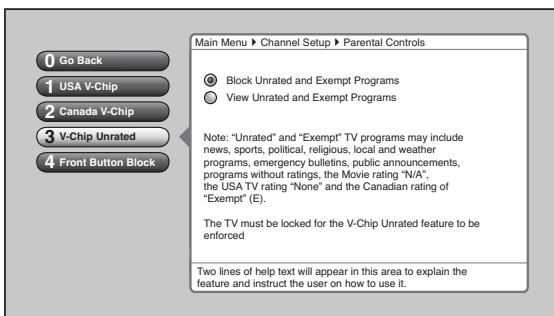 Main Menu ▶ Channel Setup ▶ Parental Controls
0 Go Back
1 USA V-Chip
2 Canada V-Chip
3 V-Chip Unrated
4 Front Button Block
Block Unrated and Exempt Programs
View Unrated and Exempt Programs
Note: “Unrated” and “Exempt” TV programs may include
news, sports, political, religious, local and weather
programs, emergency bulletins, public announcements,
programs without ratings, the Movie rating “N/A”,
the USA TV rating “None” and the Canadian rating of
“Exempt” (E).
The TV must be locked for the V-Chip Unrated feature to be
enforced
Two lines of help text will appear in this area to explain the
feature and instruct the user on how to use it.